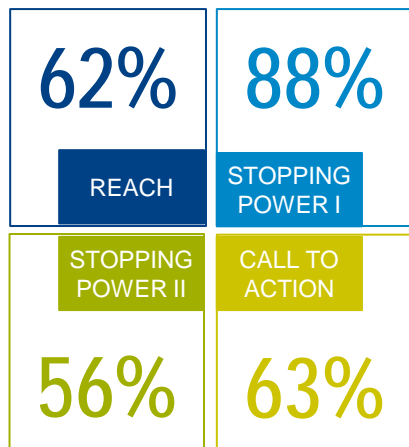 62%
88%
REACH
STOPPING
POWER I
STOPPING
POWER II
CALL TO
ACTION
56%
63%